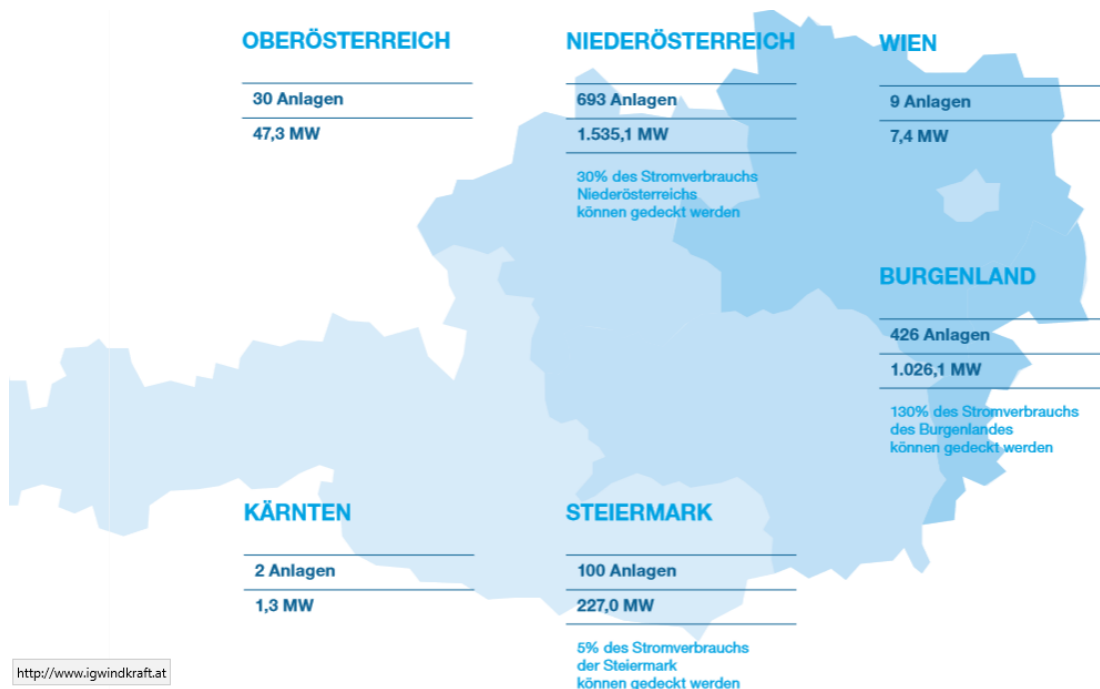 OBERÖSTERREICH
30 Anlagen
47,3 MW
NIEDERÖSTERREICH
693 Anlagen
1.535,1 MW
30% des Stromverbrauchs
Niederösterreichs
können gedeckt werden
WIEN
9 Anlagen
7,4 MW
BURGENLAND
426 Anlagen
1.026,1 MW
130% des Stromverbrauchs
des Burgenlandes
können gedeckt werden
KÄRNTEN
2 Anlagen
1,3 MW
STEIERMARK
100 Anlagen
227,0 MW
5% des Stromverbrauchs
der Steiermark
können gedeckt werden
http://www.igwindkraft.at